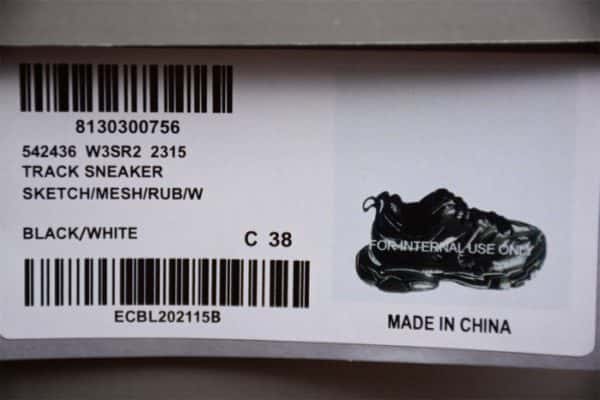 8130300756
542436 W3SR2 2315
TRACK SNEAKER
SKETCH/MESH/RUB/W
BLACK/WHITE
C 38
ECBL202115B
FOR INTERNAL USE ONLY
MADE IN CHINA